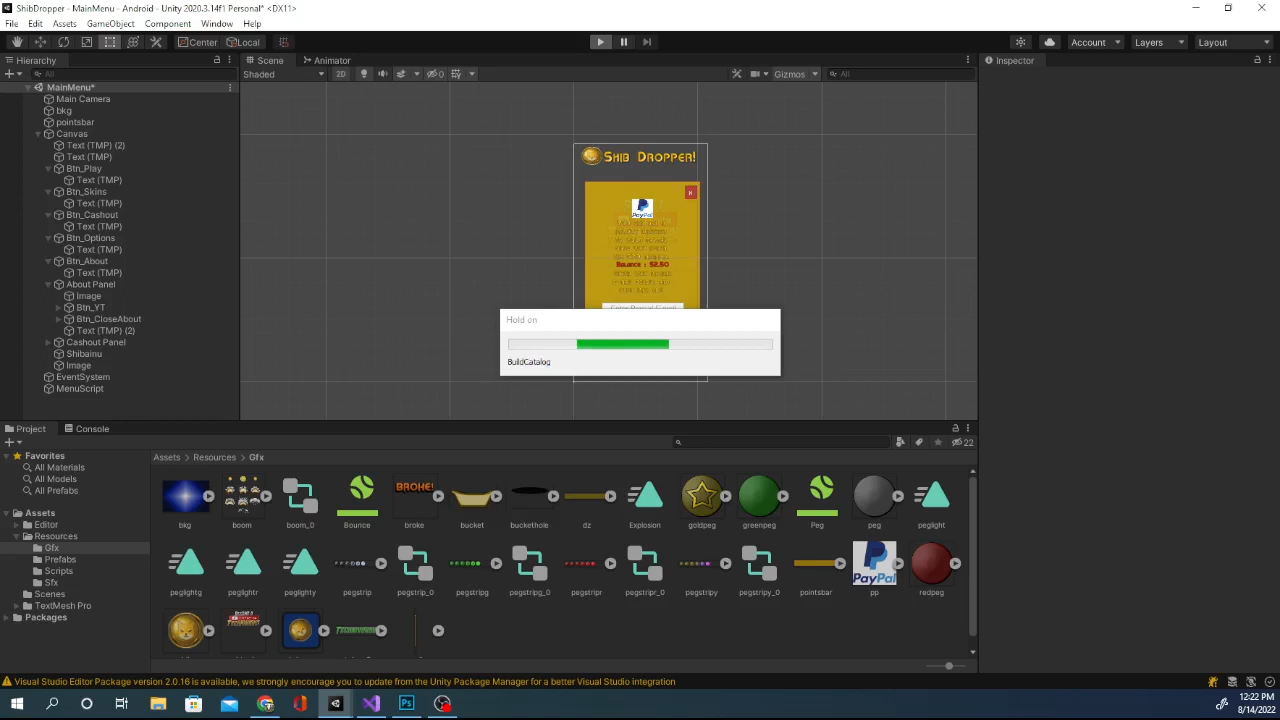 ShibDropper - MainMenu - Android - Unity 2020.3.14f1 Personal* <DX11>
File Edit Assets GameObject Component Window Help
Center Local Account Layers Layout
Hierarchy
All
MainMenu*
Main Camera
bkg
pointsbar
Canvas
Text (TMP) (2)
Text (TMP)
Btn_Play
Text (TMP)
Btn_Skins
Text (TMP)
Btn_Cashout
Text (TMP)
Btn_Options
Text (TMP)
Btn_About
Text (TMP)
About Panel
Image
Btn_YT
Btn_CloseAbout
Text (TMP) (2)
Cashout Panel
Shibainu
Image
EventSystem
MenuScript
Scene Animator
Shaded 2D 0 Gizmos All
Shib Dropper!
PayPal
Balance : $2.50
Hold on
BuildCatalog
Inspector
Project Console
22
Favorites
All Materials
All Models
All Prefabs
Assets
Editor
Resources
Gfx
Prefabs
Scripts
Sfx
Scenes
TextMesh Pro
Packages
Assets > Resources > Gfx
BROKE!
bkg boom boom_0 Bounce broke bucket buckethole dz Explosion goldpeg greenpeg Peg peg peglight
PayPal
peglightg peglightr peglighty pegstrip pegstrip_0 pegstripg pegstripg_0 pegstripr pegstripr_0 pegstripy pegstripy_0 pointsbar pp redpeg
Visual Studio Editor Package version 2.0.16 is available, we strongly encourage you to update from the Unity Package Manager for a better Visual Studio integration
Ps
12:22 PM
8/14/2022